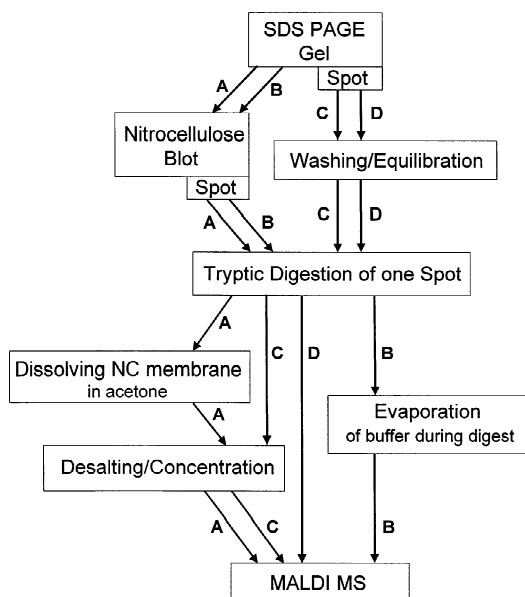 SDS PAGE
Gel
Spot
A
B
C
D
Nitrocellulose
Blot
Spot
Washing/Equilibration
A
B
C
D
Tryptic Digestion of one Spot
A
C
D
B
Dissolving NC membrane
in acetone
Evaporation
of buffer during digest
A
Desalting/Concentration
A
C
B
MALDI MS